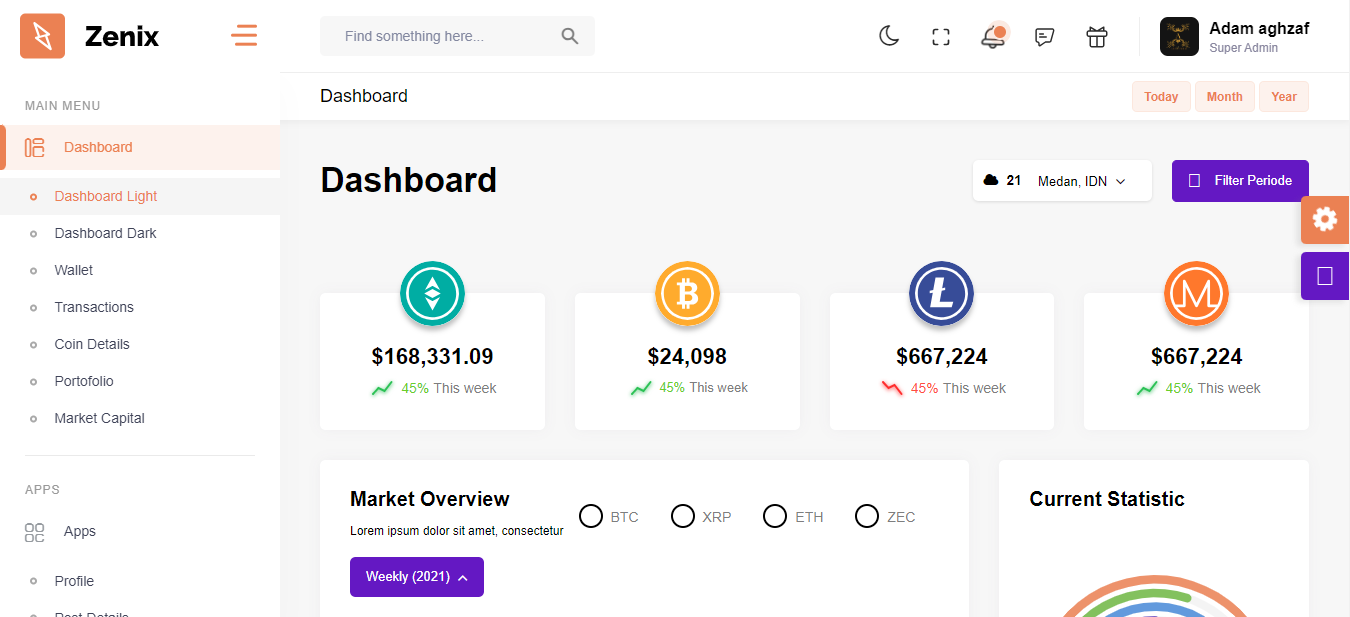 Zenix
Find something here...
Adam aghzaf
Super Admin
MAIN MENU
Dashboard
Dashboard Light
Dashboard Dark
Wallet
Transactions
Coin Details
Portofolio
Market Capital
APPS
Apps
Profile
Post Details
Dashboard
Today
Month
Year
Dashboard
21
Medan, IDN
Filter Periode
$168,331.09
45% This week
$24,098
45% This week
$667,224
45% This week
$667,224
45% This week
Market Overview
Lorem ipsum dolor sit amet, consectetur
BTC
XRP
ETH
ZEC
Weekly (2021)
Current Statistic